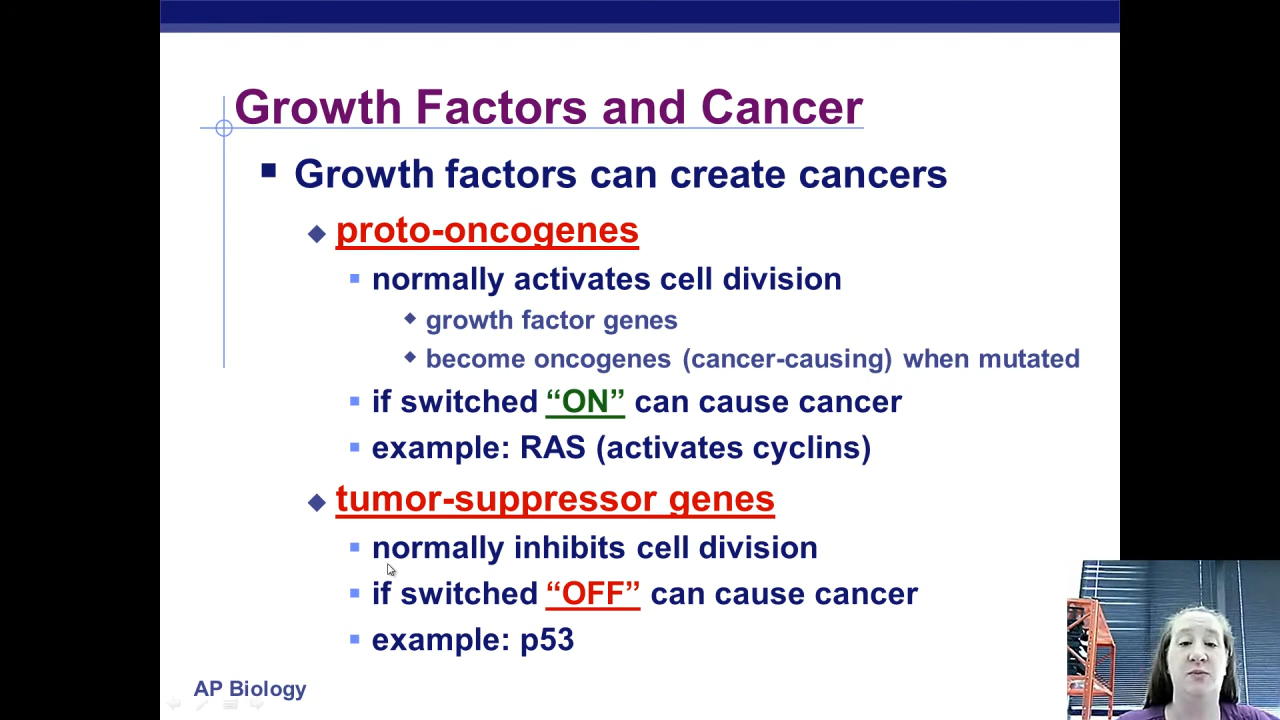 Growth Factors and Cancer
Growth factors can create cancers
proto-oncogenes
normally activates cell division
growth factor genes
become oncogenes (cancer-causing) when mutated
if switched “ON” can cause cancer
example: RAS (activates cyclins)
tumor-suppressor genes
normally inhibits cell division
if switched “OFF” can cause cancer
example: p53
AP Biology